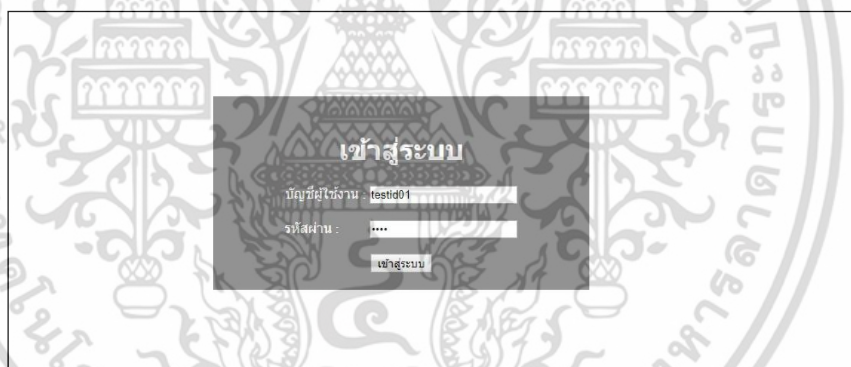 เข้าสู่ระบบ
บัญชีผู้ใช้งาน : testid01
รหัสผ่าน : ••••
เข้าสู่ระบบ